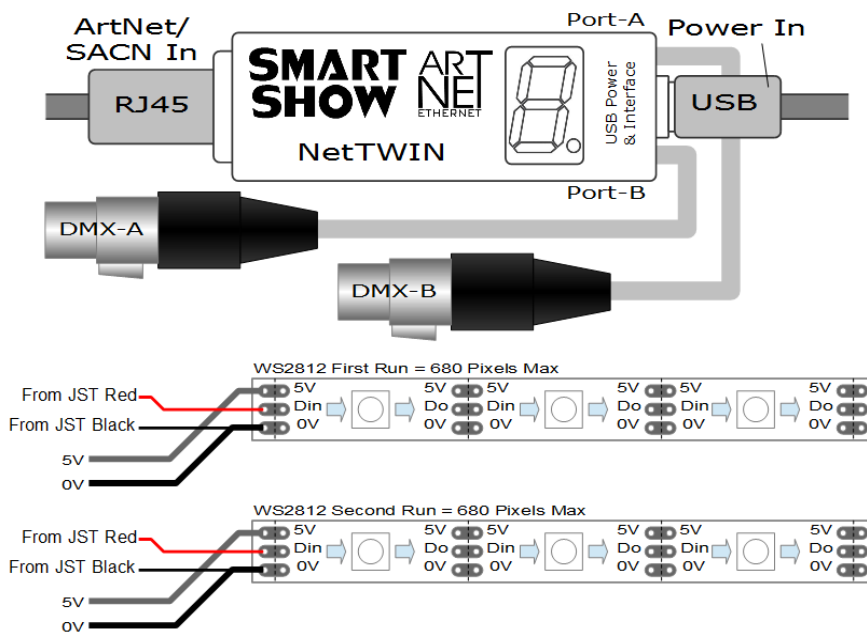 Port-A
ArtNet/
SACN In
Power In
RJ45
SMART
SHOW
ART
NET
ETHERNET
NetTWIN
USB Power
& Interface
USB
Port-B
DMX-A
DMX-B
WS2812 First Run = 680 Pixels Max
5V 5V 5V 5V 5V 5V
From JST Red
Din Do Din Do Din Do
From JST Black
0V 0V 0V 0V 0V 0V
5V
0V
WS2812 Second Run = 680 Pixels Max
5V 5V 5V 5V 5V 5V
From JST Red
Din Do Din Do Din Do
From JST Black
0V 0V 0V 0V 0V 0V
5V
0V